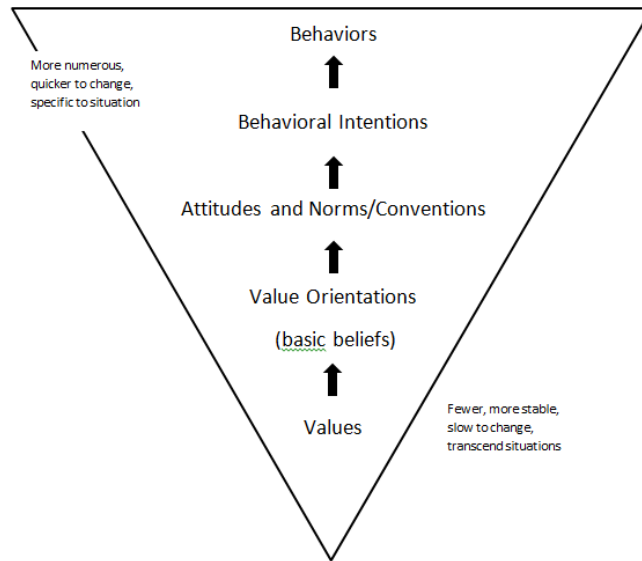 Behaviors
More numerous,
quicker to change,
specific to situation
Behavioral Intentions
Attitudes and Norms/Conventions
Value Orientations
(basic beliefs)
Fewer, more stable,
slow to change,
transcend situations
Values